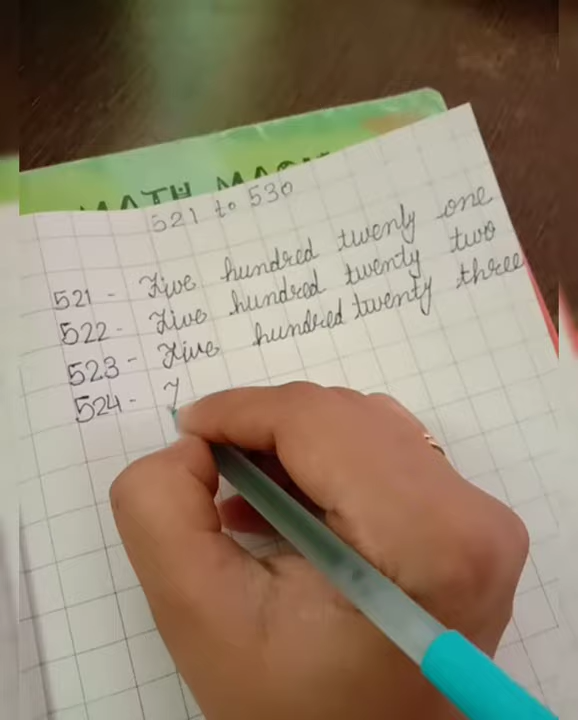 MATH MAGIC
521 to 530
521 - Five hundred twenty one
522 - Five hundred twenty two
523 - Five hundred twenty three
524 - F